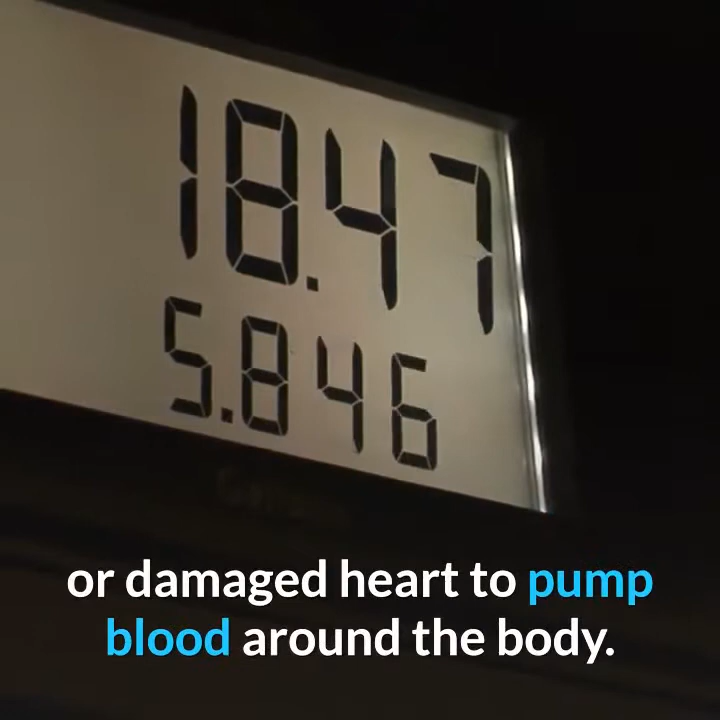 18.47
5.846
or damaged heart to pump
blood around the body.